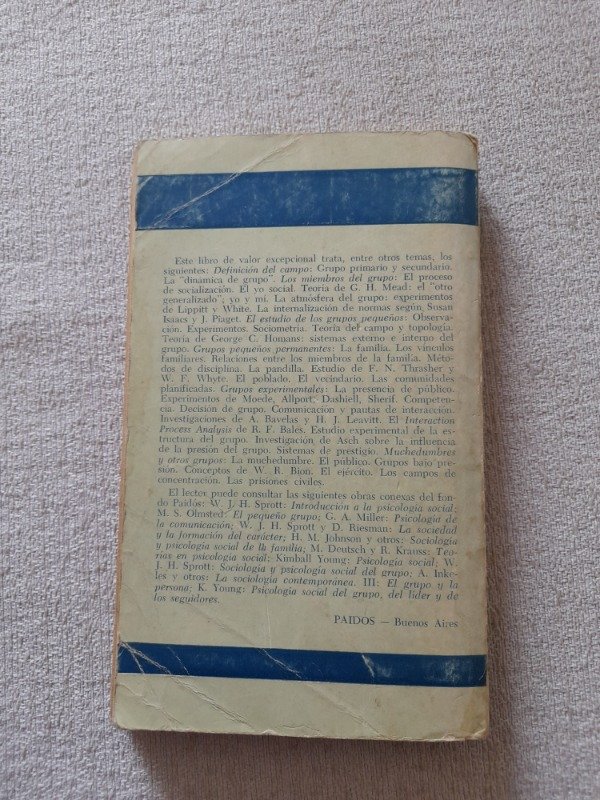 Este libro de valor excepcional trata, entre otros temas, los
siguientes: Definición del campo: Grupo primario y secundario.
La "dinámica de grupo". Los miembros del grupo: El proceso
de socialización. El yo social. Teoría de G. H. Mead: el "otro
generalizado"; yo y mí. La atmósfera del grupo: experimentos
de Lippitt y White. La internalización de normas según Susan
Isaacs y J. Piaget. El estudio de los grupos pequeños: Observa-
ción. Experimentos. Sociometría. Teoría del campo y topología.
Teoría de George C. Homans: sistemas externo e interno del
grupo. Grupos pequeños permanentes: La familia. Los vínculos
familiares. Relaciones entre los miembros de la familia. Méto-
dos de disciplina. La pandilla. Estudio de F. N. Thrasher y
W. F. Whyte. El poblado. El vecindario. Las comunidades
planificadas. Grupos experimentales: La presencia de público.
Experimentos de Moede, Allport, Dashiell, Sherif. Competen-
cia. Decisión de grupo. Comunicación y pautas de interacción.
Investigaciones de A. Bavelas y H. J. Leavitt. El Interaction
Process Analysis de R. F. Bales. Estudio experimental de la es-
tructura del grupo. Investigación de Asch sobre la influencia
de la presión del grupo. Sistemas de prestigio. Muchedumbres
y otros grupos: La muchedumbre. El público. Grupos bajo pre-
sión. Conceptos de W. R. Bion. El ejército. Los campos de
concentración. Las prisiones civiles.
El lector puede consultar las siguientes obras conexas del fon-
do Paidós: W. J. H. Sprott: Introducción a la psicología social;
M. S. Olmsted: El pequeño grupo; G. A. Miller: Psicología de
la comunicación; W. J. H. Sprott y D. Riesman: La sociedad
y la formación del carácter; H. M. Johnson y otros: Sociología
y psicología social de la familia; M. Deutsch y R. Krauss: Teo-
rías en psicología social; Kimball Young: Psicología social; W.
J. H. Sprott: Sociología y psicología social del grupo; A. Inke-
les y otros: La sociología contemporánea. III: El grupo y la
persona; K. Young: Psicología social del grupo, del líder y de
los seguidores.
PAIDOS — Buenos Aires